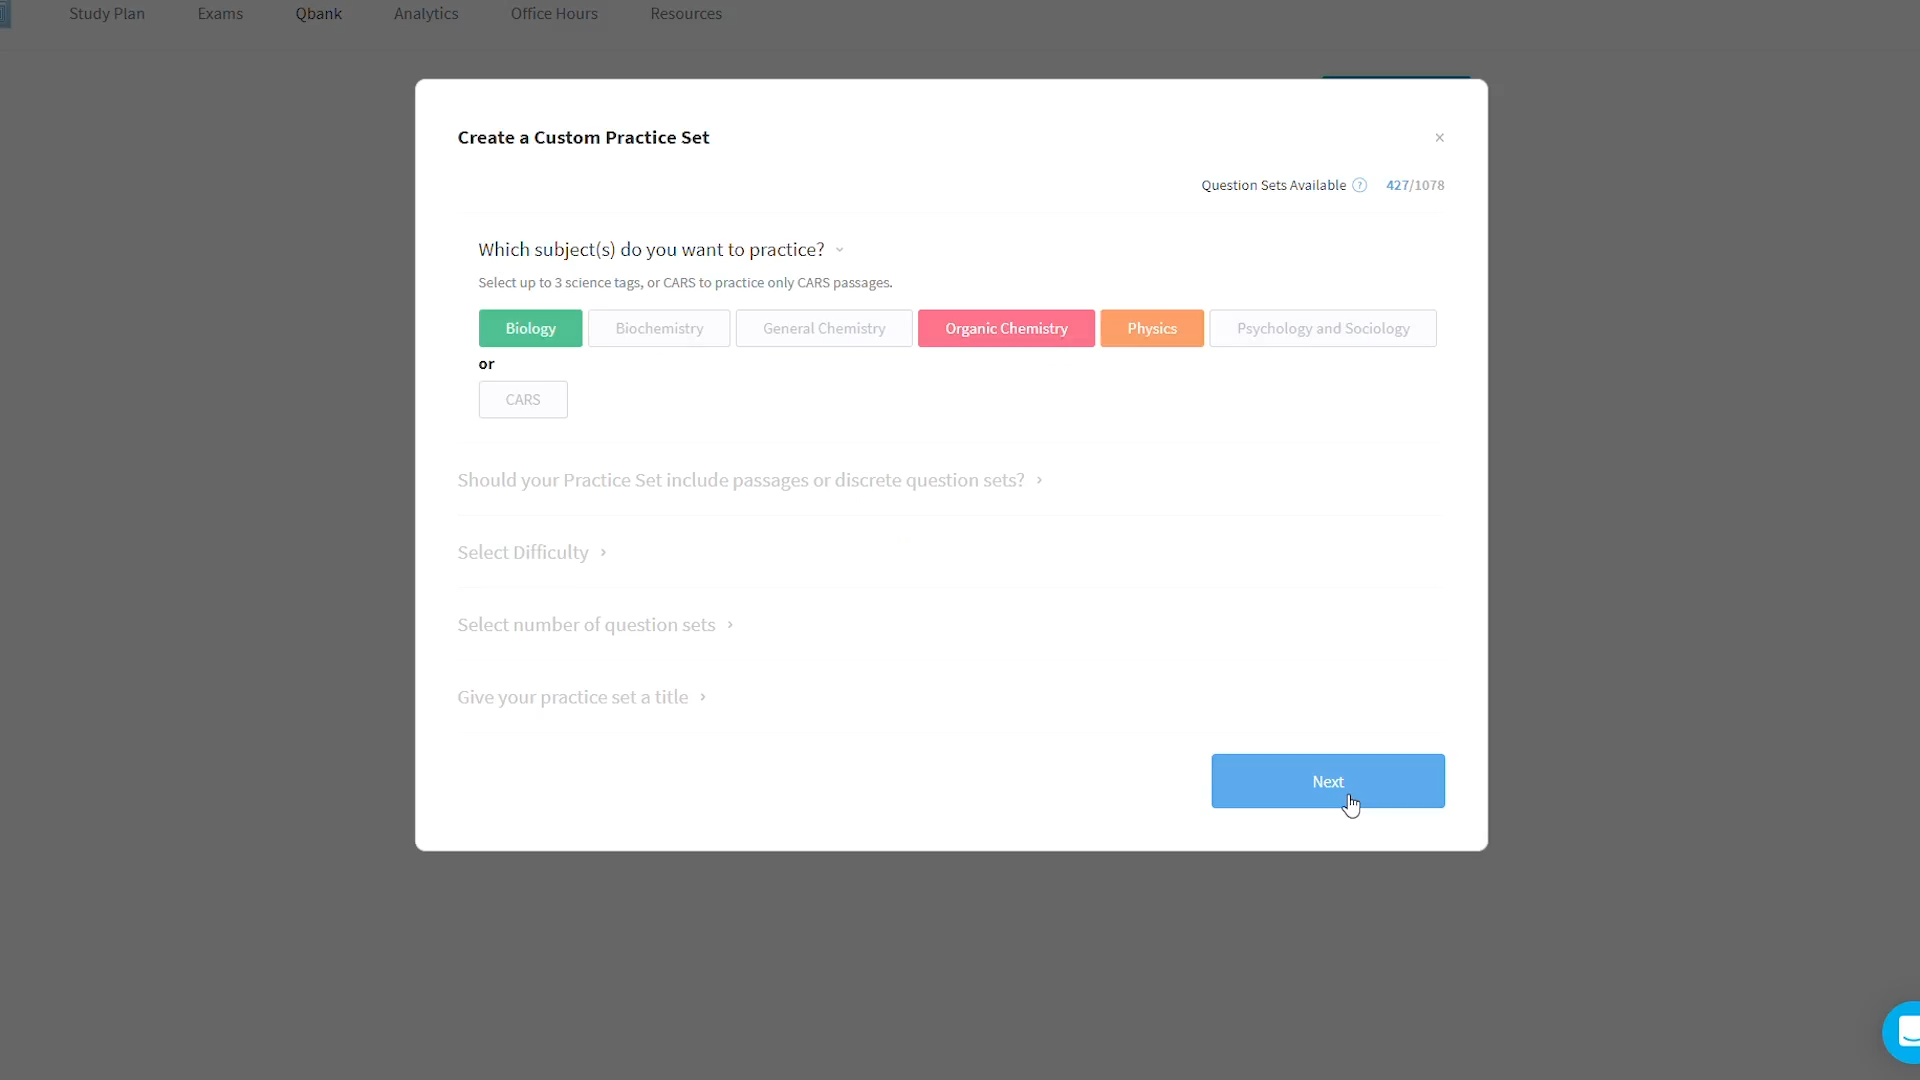 Study Plan Exams Qbank Analytics Office Hours Resources
Create a Custom Practice Set ×
Question Sets Available ? 427/1078
Which subject(s) do you want to practice?
Select up to 3 science tags, or CARS to practice only CARS passages.
Biology Biochemistry General Chemistry Organic Chemistry Physics Psychology and Sociology
or
CARS
Should your Practice Set include passages or discrete question sets?
Select Difficulty
Select number of question sets
Give your practice set a title
Next